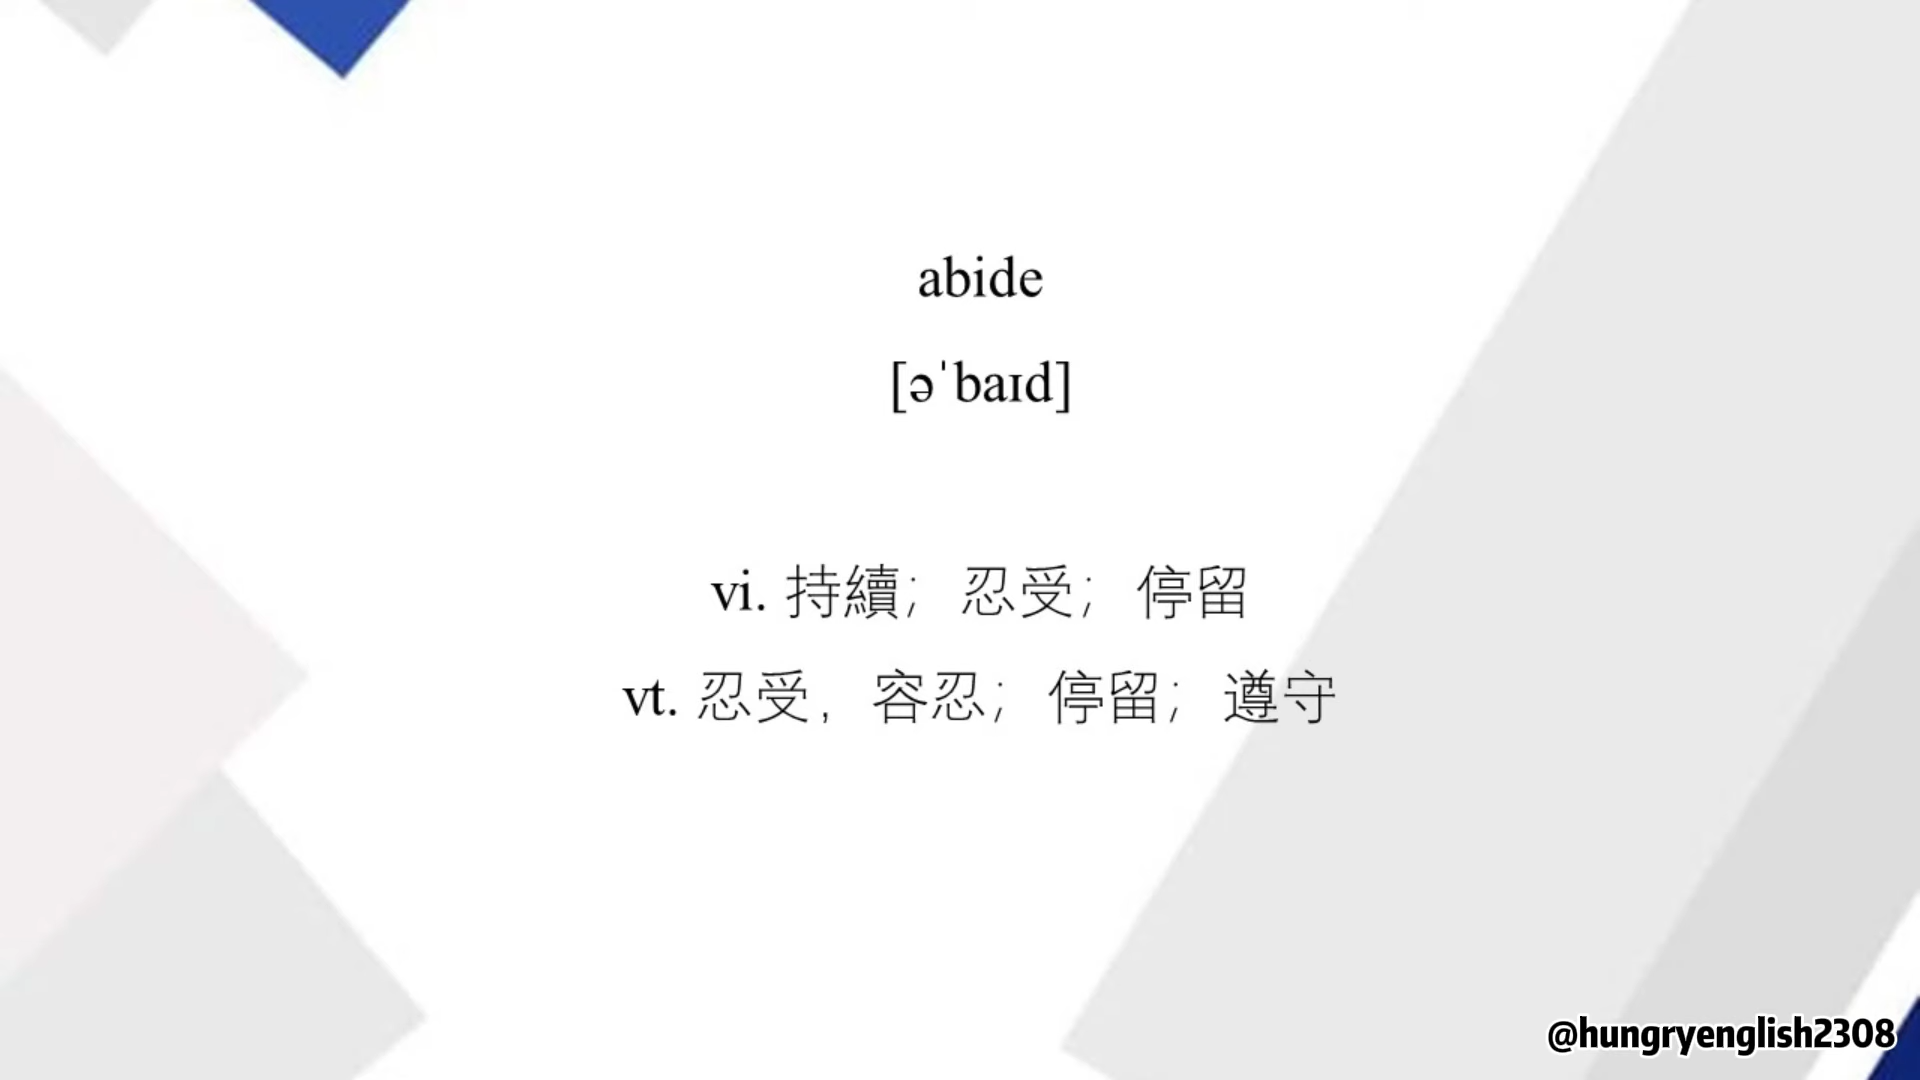 abide
[əˈbaɪd]
vi. 持續；忍受；停留
vt. 忍受，容忍；停留；遵守
@hungryenglish2308